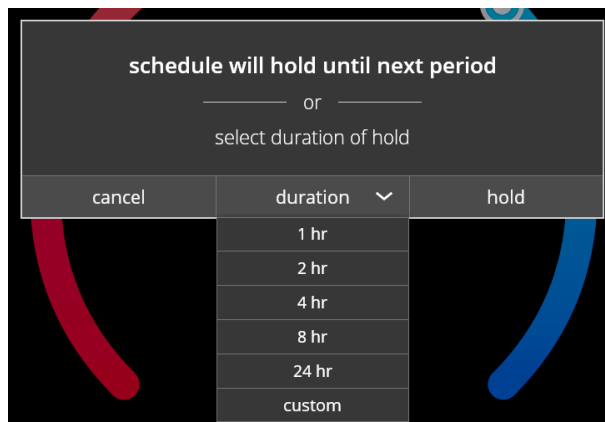 schedule will hold until next period
or
select duration of hold
cancel duration hold
1 hr
2 hr
4 hr
8 hr
24 hr
custom